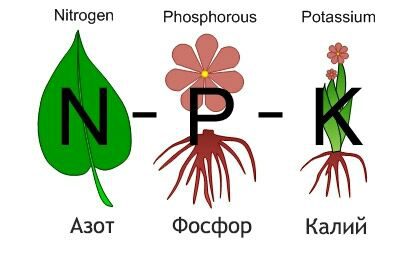 Nitrogen Phosphorous Potassium
N - P - K
Азот Фосфор Калий